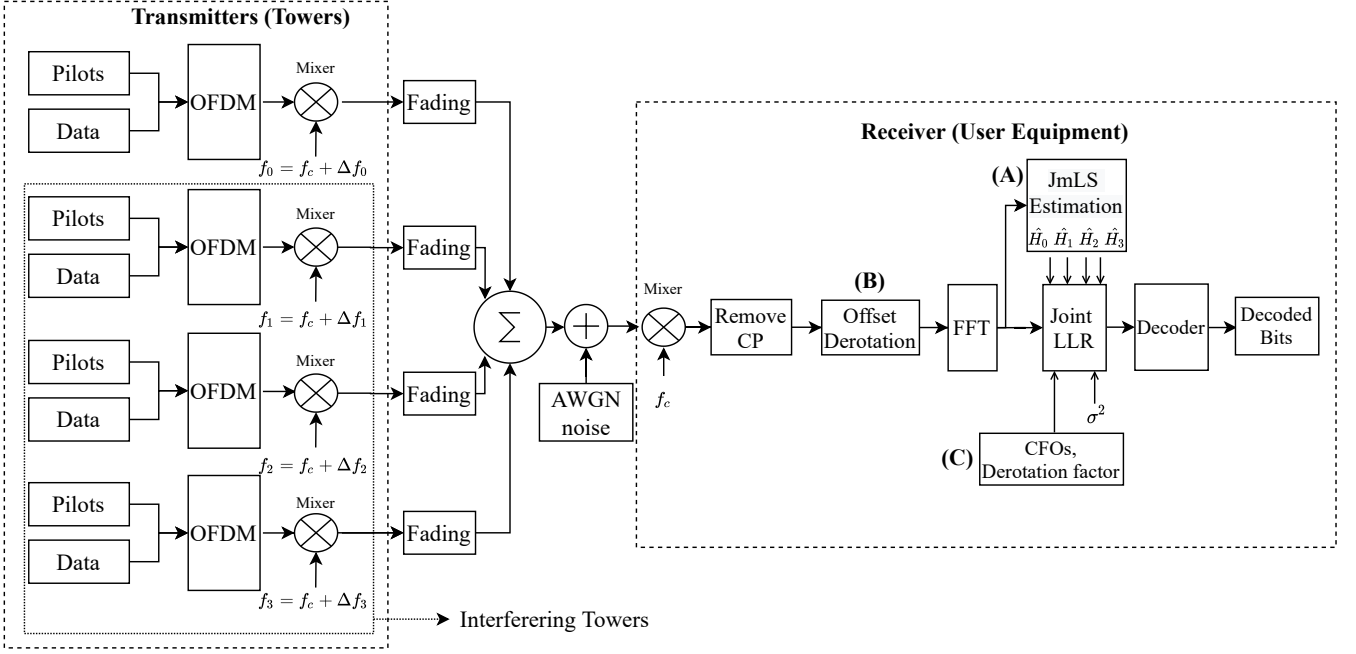 Transmitters (Towers)
Pilots
Data
OFDM
Mixer
f_0 = f_c + Δf_0
Fading
Pilots
Data
OFDM
Mixer
f_1 = f_c + Δf_1
Fading
Pilots
Data
OFDM
Mixer
f_2 = f_c + Δf_2
Fading
Pilots
Data
OFDM
Mixer
f_3 = f_c + Δf_3
Fading
Interferering Towers
Σ
AWGN
noise
Receiver (User Equipment)
Mixer
f_c
Remove
CP
(B)
Offset
Derotation
FFT
(A)
JmLS
Estimation
Ĥ_0 Ĥ_1 Ĥ_2 Ĥ_3
Joint
LLR
σ^2
(C)
CFOs,
Derotation factor
Decoder
Decoded
Bits